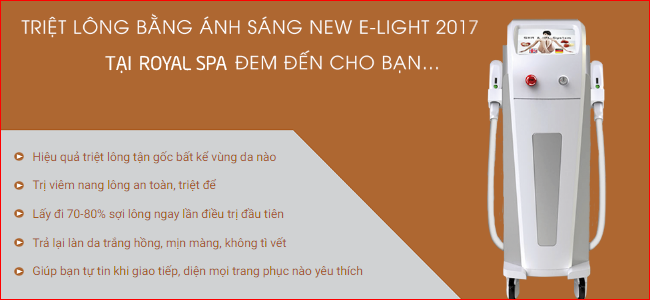 TRIỆT LÔNG BẰNG ÁNH SÁNG NEW E-LIGHT 2017
TẠI ROYAL SPA ĐEM ĐẾN CHO BẠN...
Hiệu quả triệt lông tận gốc bất kể vùng da nào
Trị viêm nang lông an toàn, triệt để
Lấy đi 70-80% sợi lông ngay lần điều trị đầu tiên
Trả lại làn da trắng hồng, mịn màng, không tì vết
Giúp bạn tự tin khi giao tiếp, diện mọi trang phục nào yêu thích